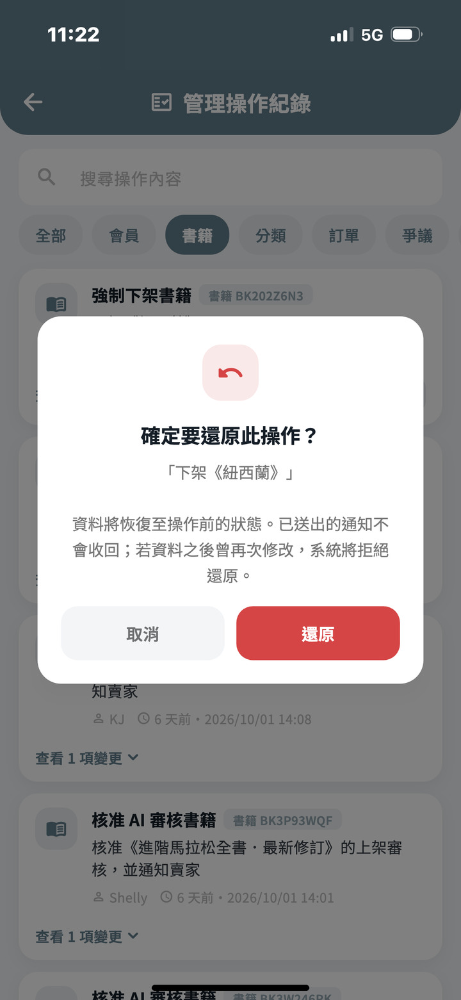 11:22
5G
管理操作紀錄
搜尋操作內容
全部
會員
書籍
分類
訂單
爭議
強制下架書籍 書籍 BK202Z6N3
確定要還原此操作？
「下架《紐西蘭》」
資料將恢復至操作前的狀態。已送出的通知不
會收回；若資料之後曾再次修改，系統將拒絕
還原。
取消
還原
知賣家
KJ 6 天前・2026/10/01 14:08
查看 1 項變更
核准 AI 審核書籍 書籍 BK3P93WQF
核准《進階馬拉松全書・最新修訂》的上架審
核，並通知賣家
Shelly 6 天前・2026/10/01 14:01
查看 1 項變更
核准 AI 審核書籍 書籍 BK3W246PK